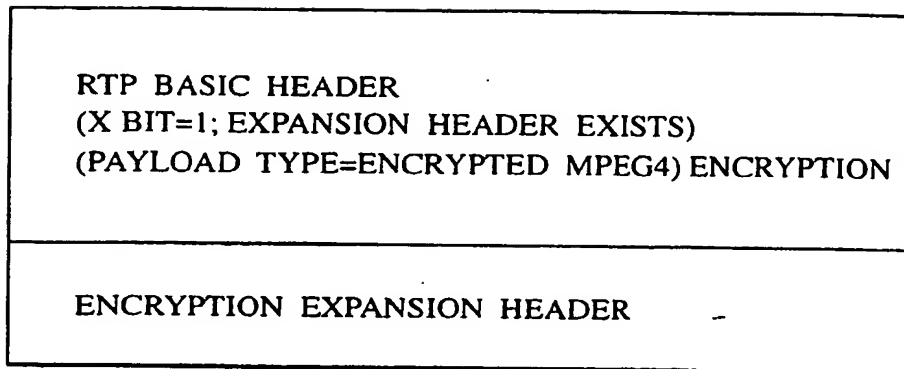 RTP BASIC HEADER
(X BIT=1; EXPANSION HEADER EXISTS)
(PAYLOAD TYPE=ENCRYPTED MPEG4) ENCRYPTION
ENCRYPTION EXPANSION HEADER